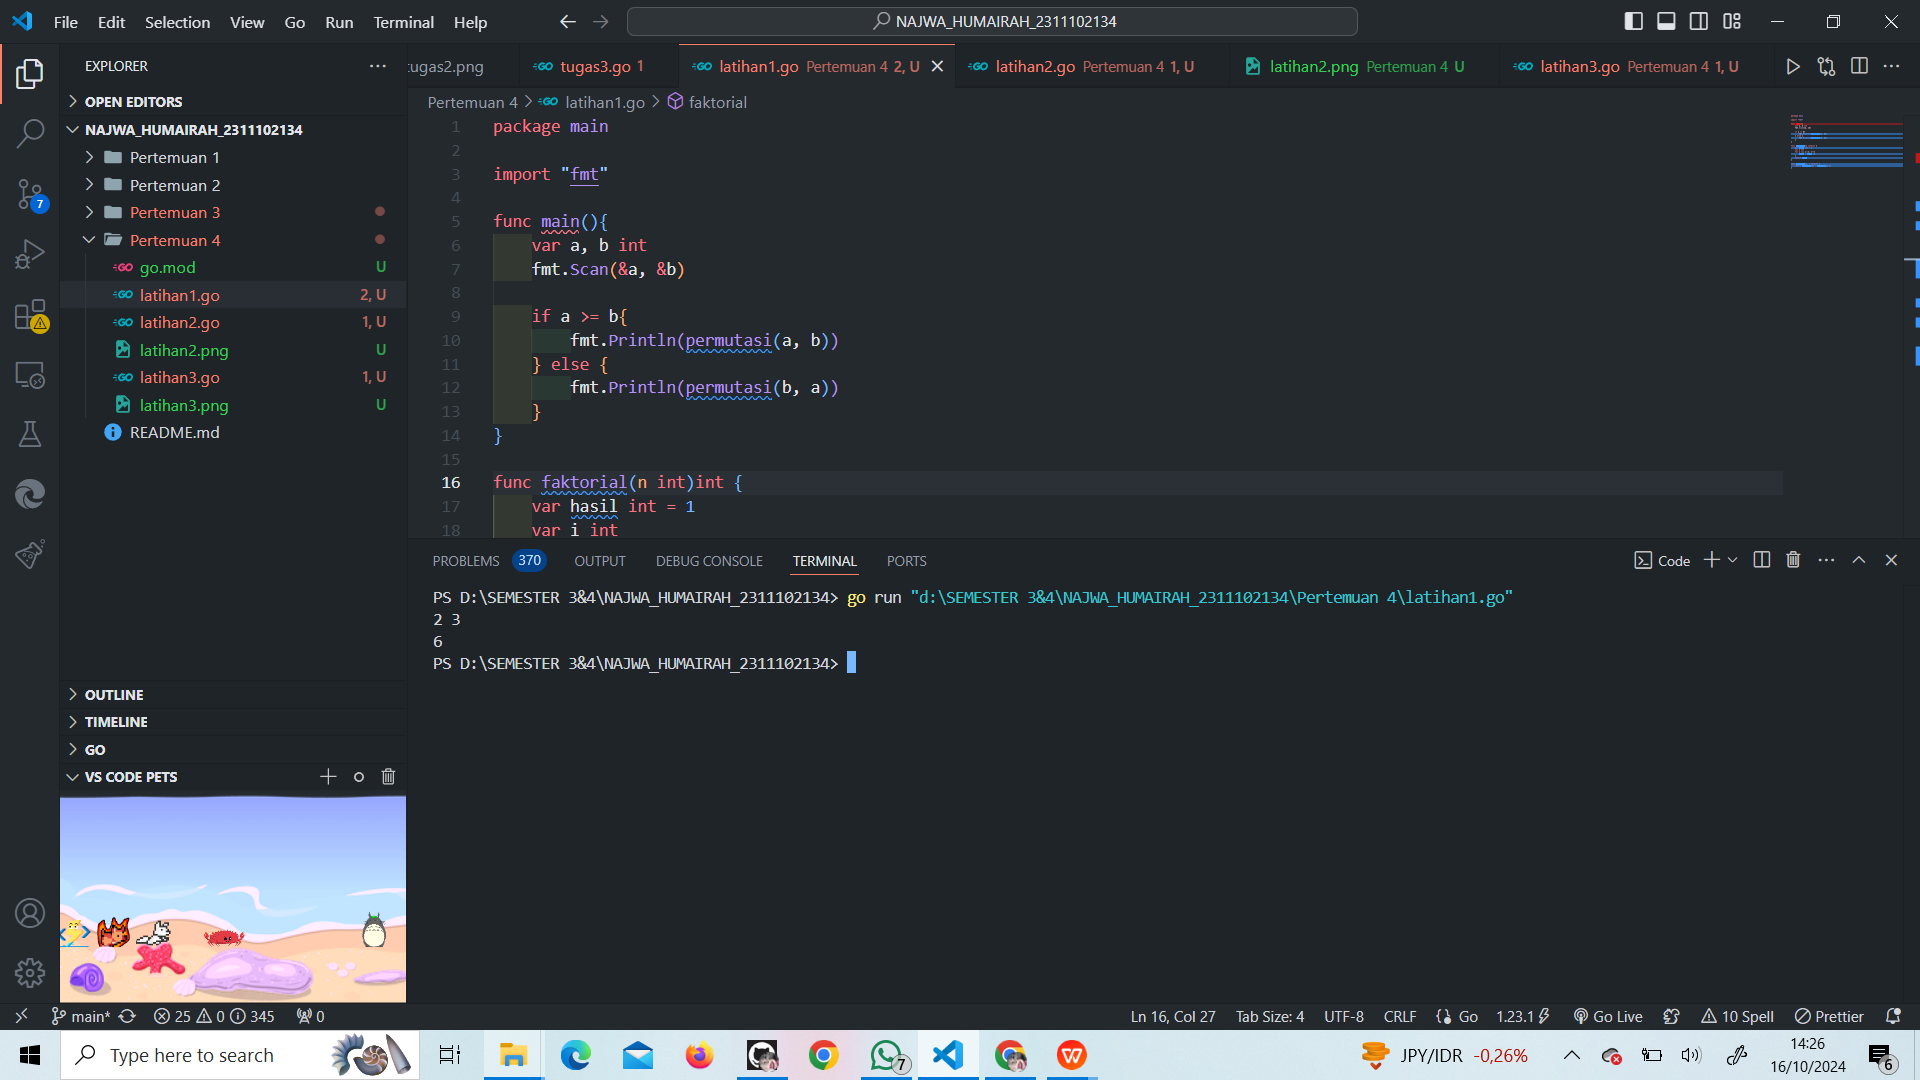 File Edit Selection View Go Run Terminal Help
NAJWA_HUMAIRAH_2311102134
EXPLORER
OPEN EDITORS
NAJWA_HUMAIRAH_2311102134
Pertemuan 1
Pertemuan 2
Pertemuan 3
Pertemuan 4
go.mod U
latihan1.go 2, U
latihan2.go 1, U
latihan2.png U
latihan3.go 1, U
latihan3.png U
README.md
OUTLINE
TIMELINE
GO
VS CODE PETS
7
tugas2.png
tugas3.go 1
latihan1.go Pertemuan 4 2, U
latihan2.go Pertemuan 4 1, U
latihan2.png Pertemuan 4 U
latihan3.go Pertemuan 4 1, U
Pertemuan 4 > latihan1.go > faktorial
1 package main
2
3 import "fmt"
4
5 func main(){
6 var a, b int
7 fmt.Scan(&a, &b)
8
9 if a >= b{
10 fmt.Println(permutasi(a, b))
11 } else {
12 fmt.Println(permutasi(b, a))
13 }
14 }
15
16 func faktorial(n int)int {
17 var hasil int = 1
18 var i int
PROBLEMS 370 OUTPUT DEBUG CONSOLE TERMINAL PORTS
Code
PS D:\SEMESTER 3&4\NAJWA_HUMAIRAH_2311102134> go run "d:\SEMESTER 3&4\NAJWA_HUMAIRAH_2311102134\Pertemuan 4\latihan1.go"
2 3
6
PS D:\SEMESTER 3&4\NAJWA_HUMAIRAH_2311102134>
main* 25 0 345 0
Ln 16, Col 27 Tab Size: 4 UTF-8 CRLF Go 1.23.1 Go Live 10 Spell Prettier
Type here to search
7
JPY/IDR -0,26%
14:26
16/10/2024
6